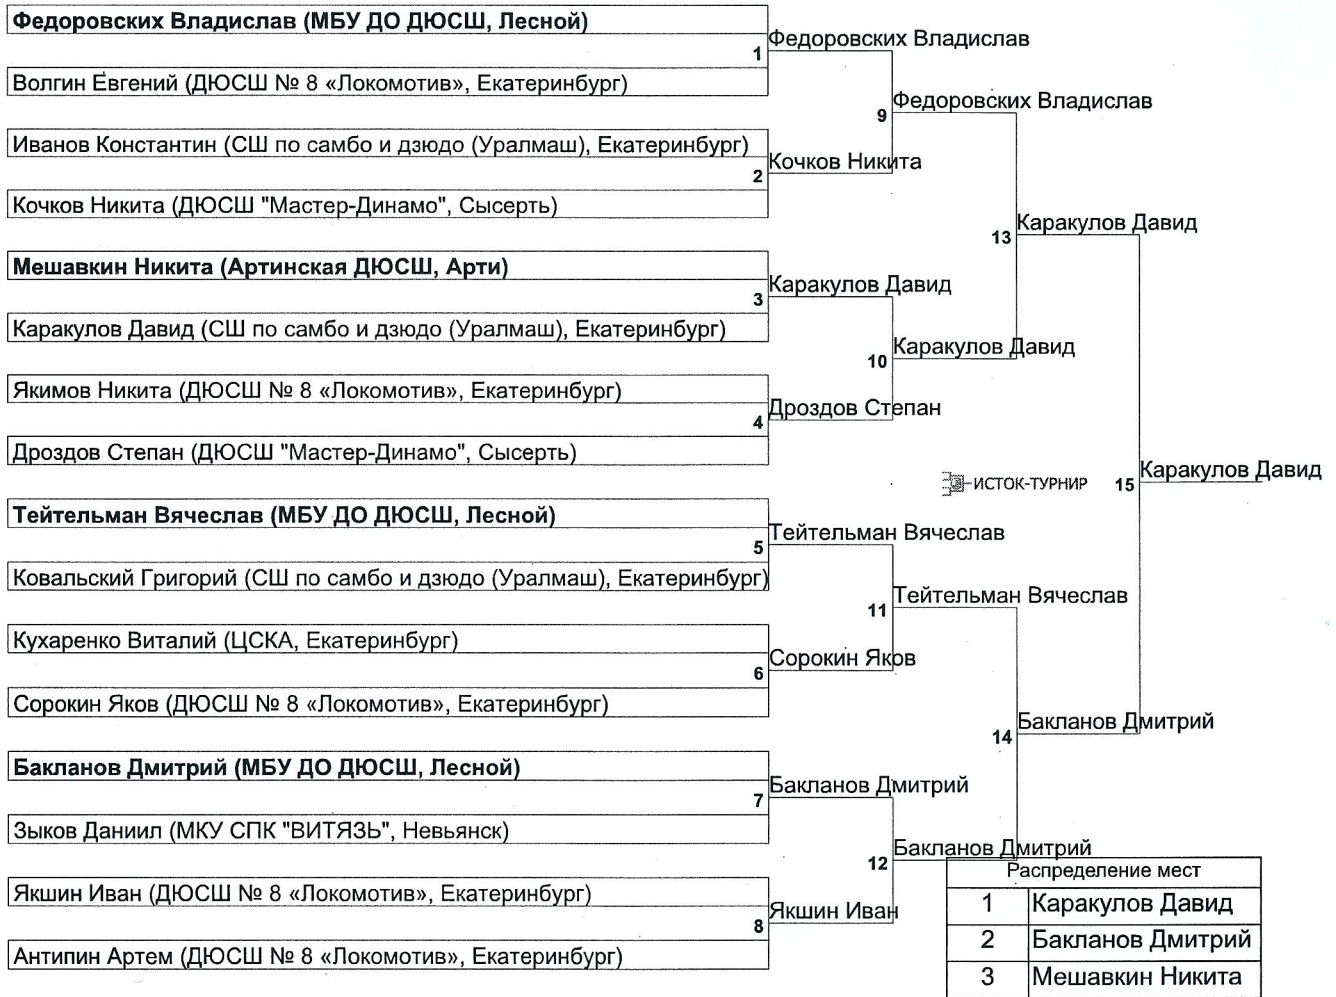 Федоровских Владислав (МБУ ДО ДЮСШ, Лесной)
Федоровских Владислав
1
Волгин Евгений (ДЮСШ № 8 «Локомотив», Екатеринбург)
Федоровских Владислав
9
Иванов Константин (СШ по самбо и дзюдо (Уралмаш), Екатеринбург)
Кочков Никита
2
Кочков Никита (ДЮСШ "Мастер-Динамо", Сысерть)
Каракулов Давид
13
Мешавкин Никита (Артинская ДЮСШ, Арти)
Каракулов Давид
3
Каракулов Давид (СШ по самбо и дзюдо (Уралмаш), Екатеринбург)
Каракулов Давид
10
Якимов Никита (ДЮСШ № 8 «Локомотив», Екатеринбург)
Дроздов Степан
4
Дроздов Степан (ДЮСШ "Мастер-Динамо", Сысерть)
Каракулов Давид
ИСТОК-ТУРНИР 15
Тейтельман Вячеслав (МБУ ДО ДЮСШ, Лесной)
Тейтельман Вячеслав
5
Ковальский Григорий (СШ по самбо и дзюдо (Уралмаш), Екатеринбург)
Тейтельман Вячеслав
11
Кухаренко Виталий (ЦСКА, Екатеринбург)
Сорокин Яков
6
Сорокин Яков (ДЮСШ № 8 «Локомотив», Екатеринбург)
Бакланов Дмитрий
14
Бакланов Дмитрий (МБУ ДО ДЮСШ, Лесной)
Бакланов Дмитрий
7
Зыков Даниил (МКУ СПК "ВИТЯЗЬ", Невьянск)
Бакланов Дмитрий
12
Распределение мест
Якшин Иван (ДЮСШ № 8 «Локомотив», Екатеринбург)
1 Каракулов Давид
Якшин Иван
8
2 Бакланов Дмитрий
Антипин Артем (ДЮСШ № 8 «Локомотив», Екатеринбург)
3 Мешавкин Никита